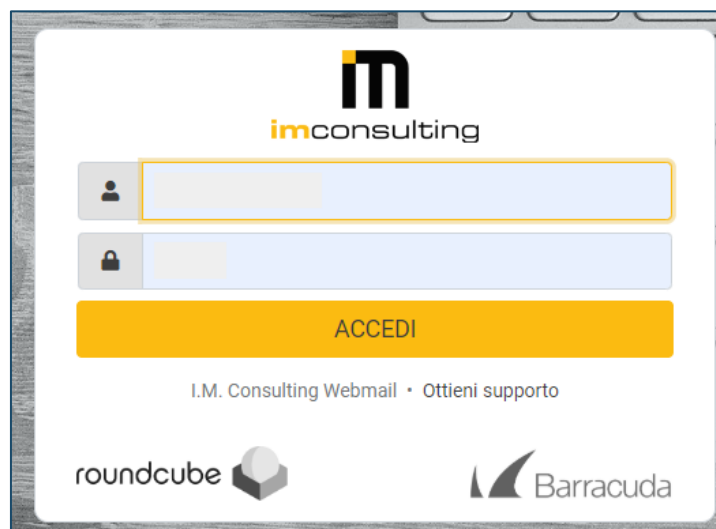 im
imconsulting
ACCEDI
I.M. Consulting Webmail • Ottieni supporto
roundcube
Barracuda